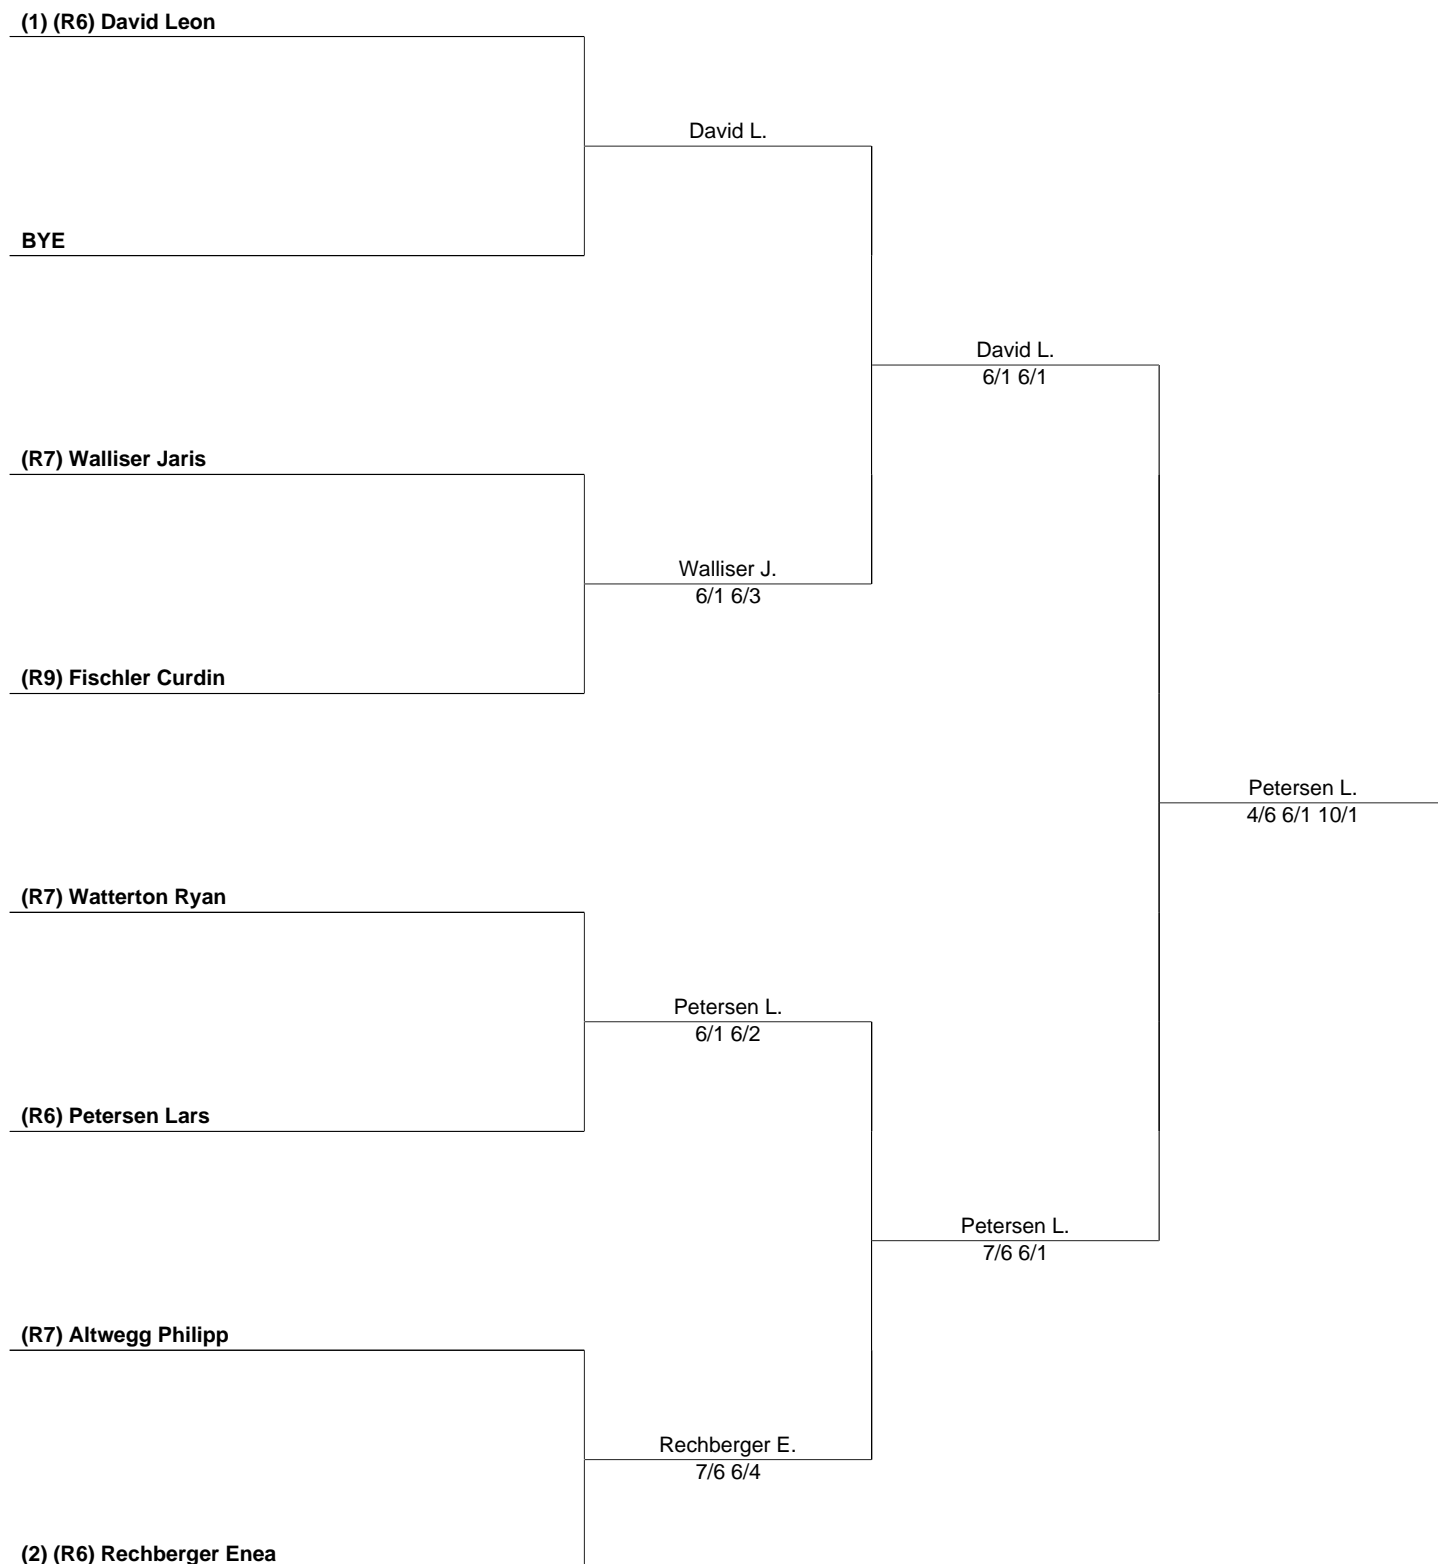 (1) (R6) David Leon
David L.
BYE
David L.
6/1 6/1
(R7) Walliser Jaris
Walliser J.
6/1 6/3
(R9) Fischler Curdin
Petersen L.
4/6 6/1 10/1
(R7) Watterton Ryan
Petersen L.
6/1 6/2
(R6) Petersen Lars
Petersen L.
7/6 6/1
(R7) Altwegg Philipp
Rechberger E.
7/6 6/4
(2) (R6) Rechberger Enea